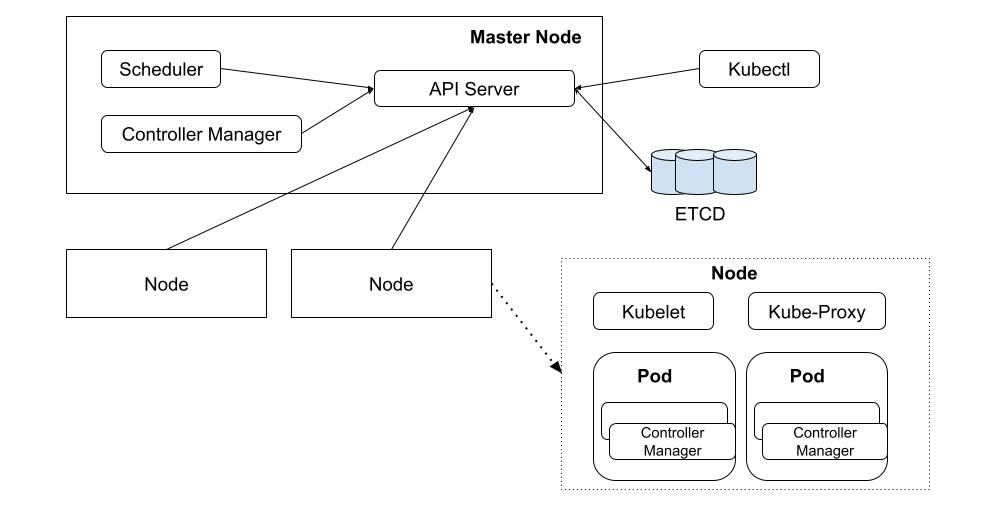 Master Node
Scheduler
API Server
Kubectl
Controller Manager
ETCD
Node
Node
Node
Kubelet
Kube-Proxy
Pod
Pod
Controller
Manager
Controller
Manager